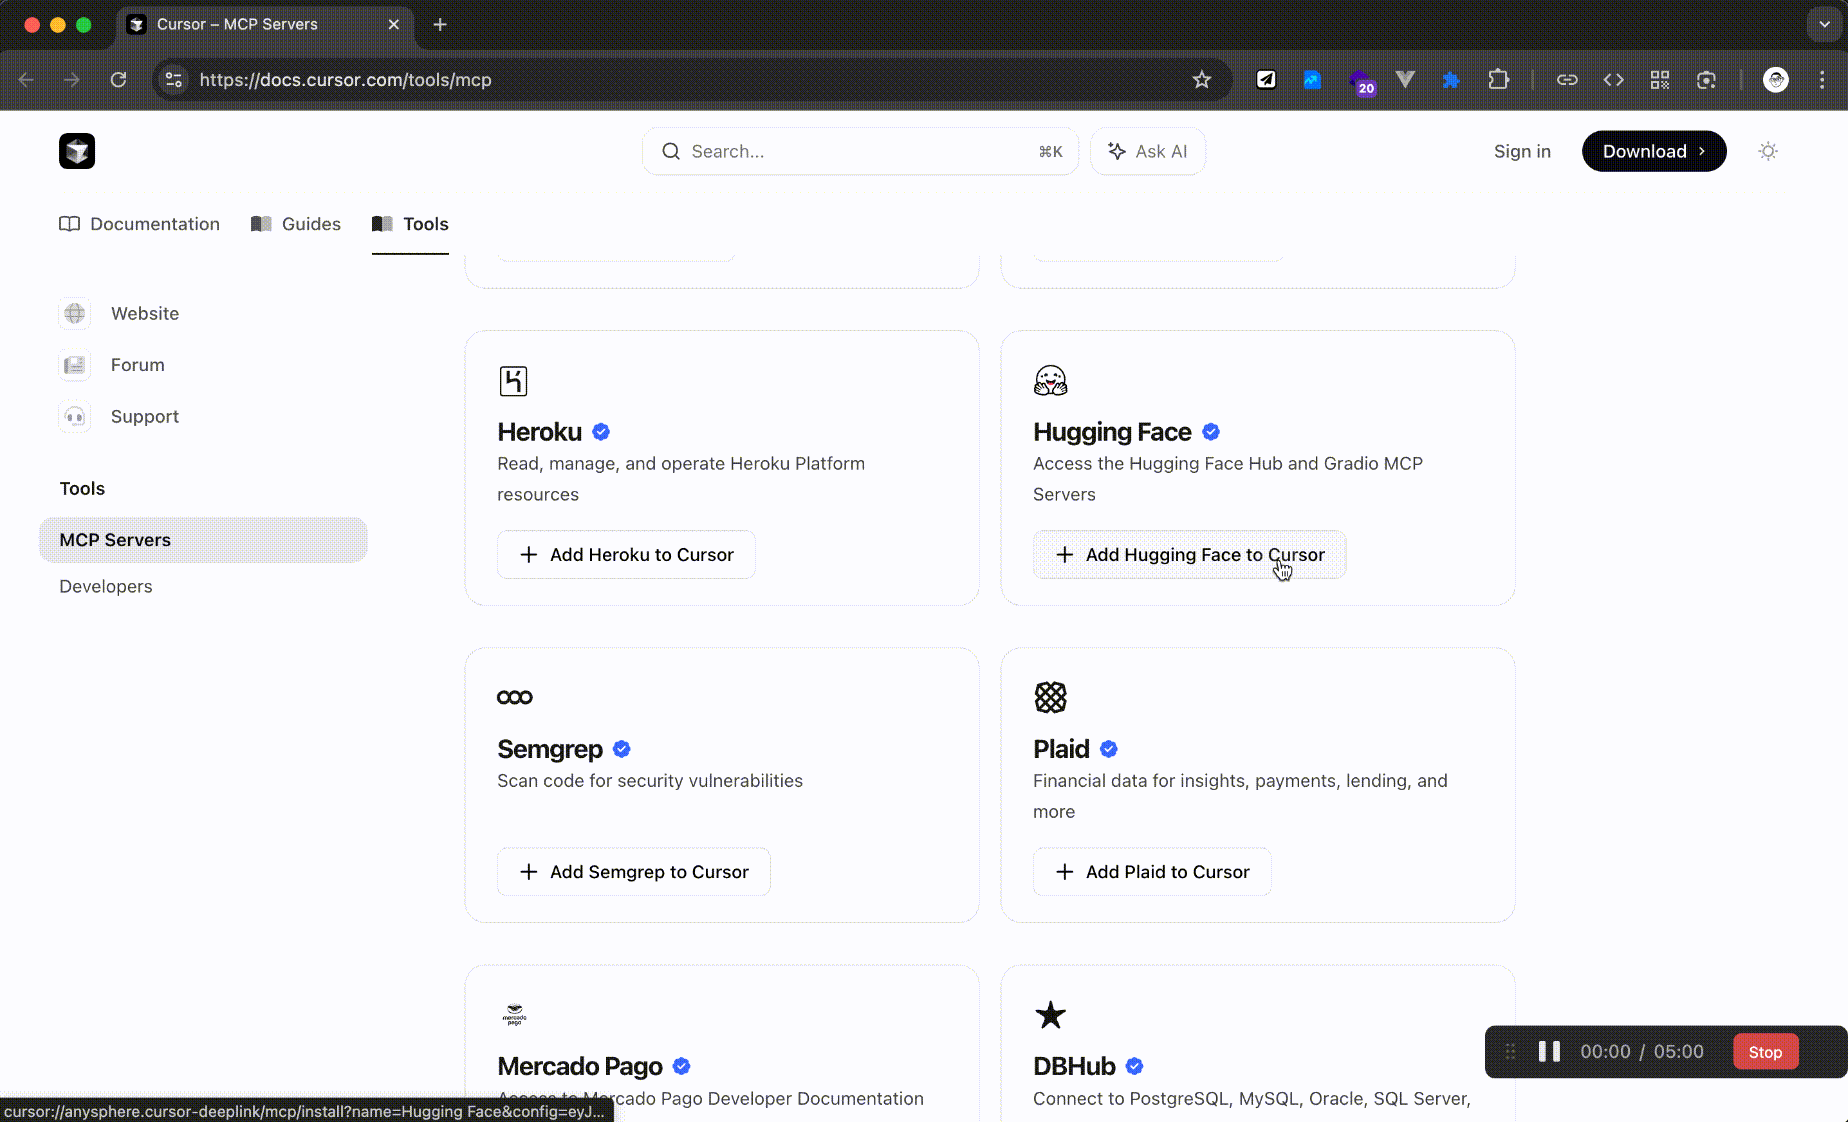 Cursor – MCP Servers
https://docs.cursor.com/tools/mcp
20
Search...
⌘K
Ask AI
Sign in
Download
Documentation
Guides
Tools
Website
Forum
Support
Tools
MCP Servers
Developers
Heroku
Read, manage, and operate Heroku Platform
resources
Add Heroku to Cursor
Hugging Face
Access the Hugging Face Hub and Gradio MCP
Servers
Add Hugging Face to Cursor
Semgrep
Scan code for security vulnerabilities
Add Semgrep to Cursor
Plaid
Financial data for insights, payments, lending, and
more
Add Plaid to Cursor
mercado
pago
Mercado Pago
Access to Mercado Pago Developer Documentation
DBHub
Connect to PostgreSQL, MySQL, Oracle, SQL Server,
00:00 / 05:00
Stop
cursor://anysphere.cursor-deeplink/mcp/install?name=Hugging Face&config=eyJ...